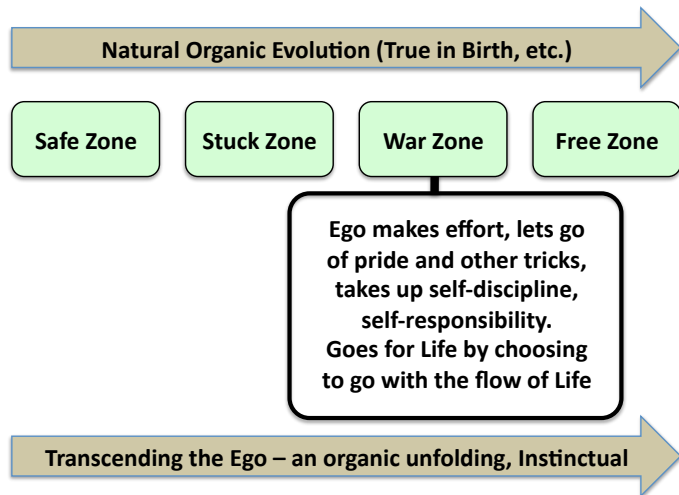 Natural Organic Evolution (True in Birth, etc.)
Safe Zone
Stuck Zone
War Zone
Free Zone
Ego makes effort, lets go
of pride and other tricks,
takes up self-discipline,
self-responsibility.
Goes for Life by choosing
to go with the flow of Life
Transcending the Ego – an organic unfolding, Instinctual